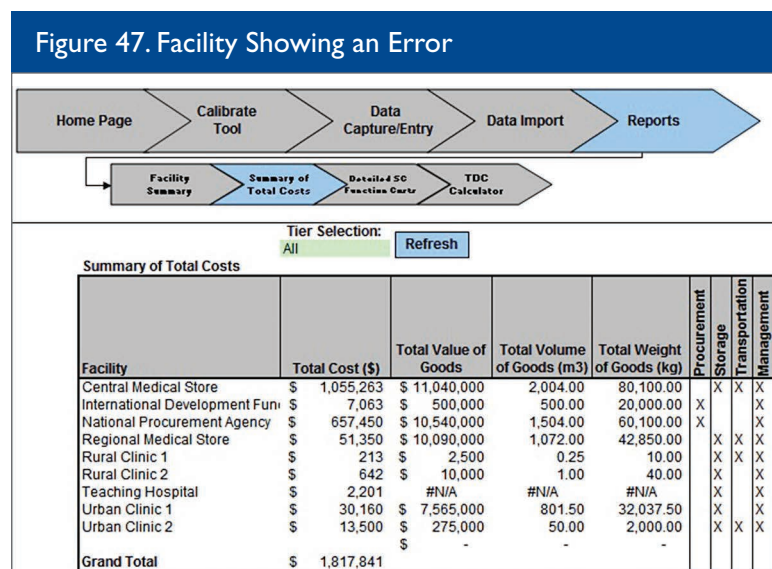 Figure 47. Facility Showing an Error
Home Page
Calibrate
Tool
Data
Capture/Entry
Data Import
Reports
Facility
Summary
Summary of
Total Costs
Detailed SC
Function Costs
TDC
Calculator
Tier Selection:
All
Refresh
Summary of Total Costs
Facility Total Cost ($) Total Value of Goods Total Volume of Goods (m3) Total Weight of Goods (kg) Procurement Storage Transportation Management
Central Medical Store $ 1,055,263 $ 11,040,000 2,004.00 80,100.00 X X X
International Development Fun $ 7,063 $ 500,000 500.00 20,000.00 X X
National Procurement Agency $ 657,450 $ 10,540,000 1,504.00 60,100.00 X X
Regional Medical Store $ 51,350 $ 10,090,000 1,072.00 42,850.00 X X X
Rural Clinic 1 $ 213 $ 2,500 0.25 10.00 X X X
Rural Clinic 2 $ 642 $ 10,000 1.00 40.00 X X
Teaching Hospital $ 2,201 #N/A #N/A #N/A X X
Urban Clinic 1 $ 30,160 $ 7,565,000 801.50 32,037.50 X X
Urban Clinic 2 $ 13,500 $ 275,000 50.00 2,000.00 X X X
$ - - -
Grand Total $ 1,817,841